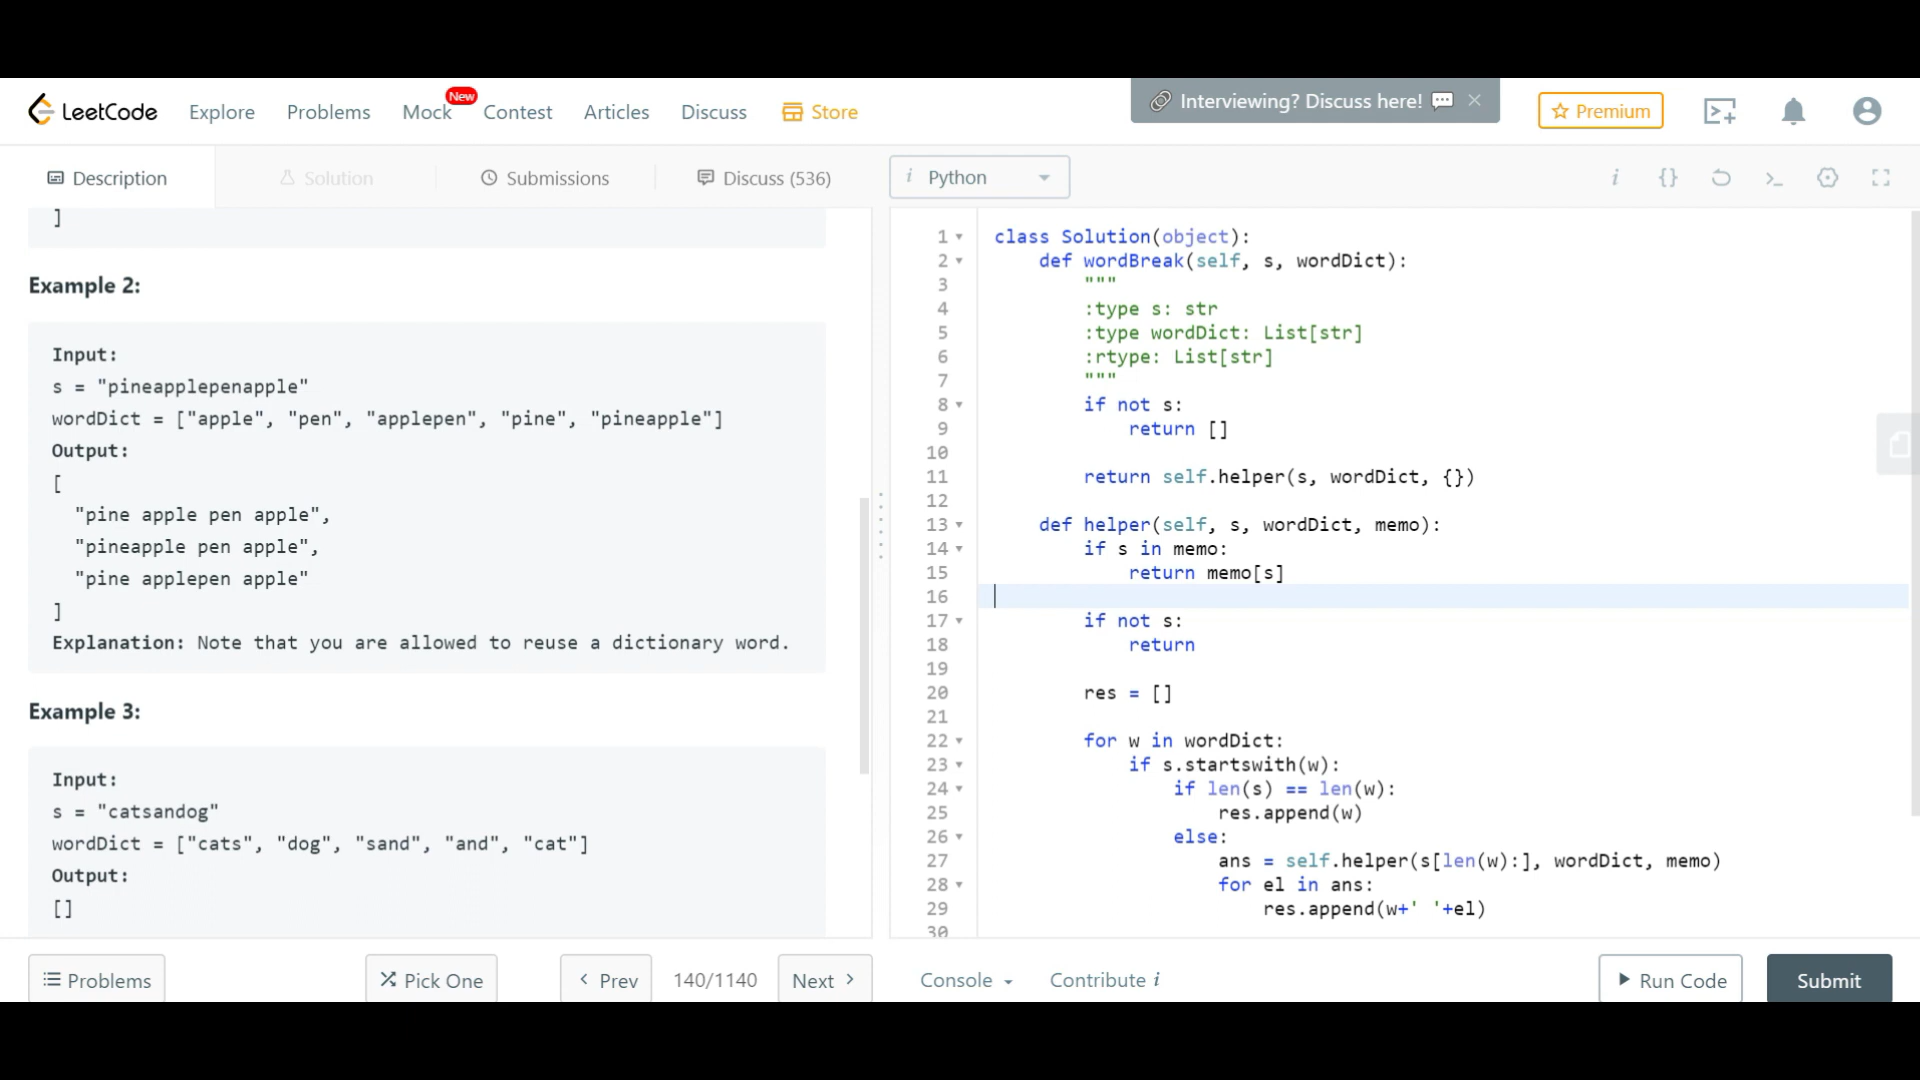 LeetCode Explore Problems Mock New Contest Articles Discuss Store Interviewing? Discuss here! Premium
Description Solution Submissions Discuss (536)
]
Example 2:
Input:
s = "pineapplepenapple"
wordDict = ["apple", "pen", "applepen", "pine", "pineapple"]
Output:
[
"pine apple pen apple",
"pineapple pen apple",
"pine applepen apple"
]
Explanation: Note that you are allowed to reuse a dictionary word.
Example 3:
Input:
s = "catsandog"
wordDict = ["cats", "dog", "sand", "and", "cat"]
Output:
[]
Problems Pick One Prev 140/1140 Next
i Python i {}
1 class Solution(object):
2 def wordBreak(self, s, wordDict):
3 """
4 :type s: str
5 :type wordDict: List[str]
6 :rtype: List[str]
7 """
8 if not s:
9 return []
10
11 return self.helper(s, wordDict, {})
12
13 def helper(self, s, wordDict, memo):
14 if s in memo:
15 return memo[s]
16
17 if not s:
18 return
19
20 res = []
21
22 for w in wordDict:
23 if s.startswith(w):
24 if len(s) == len(w):
25 res.append(w)
26 else:
27 ans = self.helper(s[len(w):], wordDict, memo)
28 for el in ans:
29 res.append(w+' '+el)
30
Console Contribute i Run Code Submit